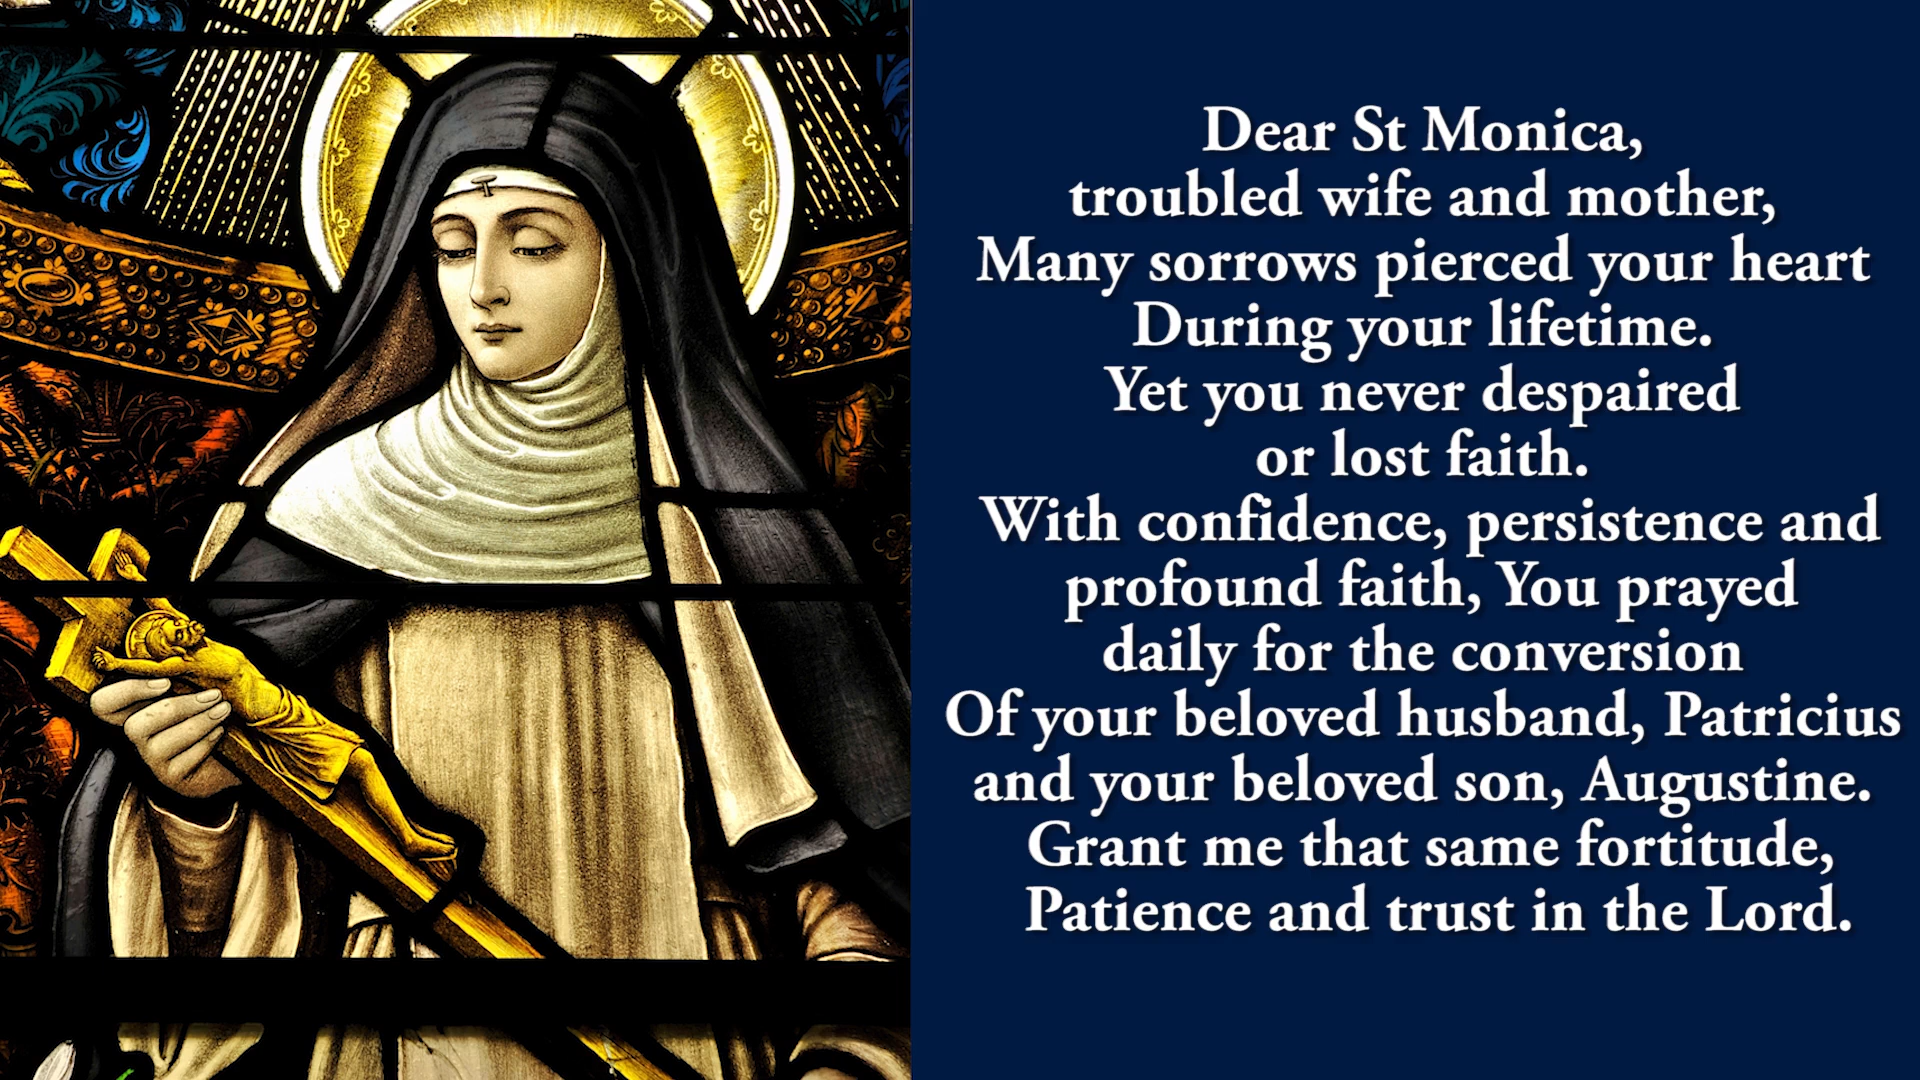 Dear St Monica,
troubled wife and mother,
Many sorrows pierced your heart
During your lifetime.
Yet you never despaired
or lost faith.
With confidence, persistence and
profound faith, You prayed
daily for the conversion
Of your beloved husband, Patricius
and your beloved son, Augustine.
Grant me that same fortitude,
Patience and trust in the Lord.